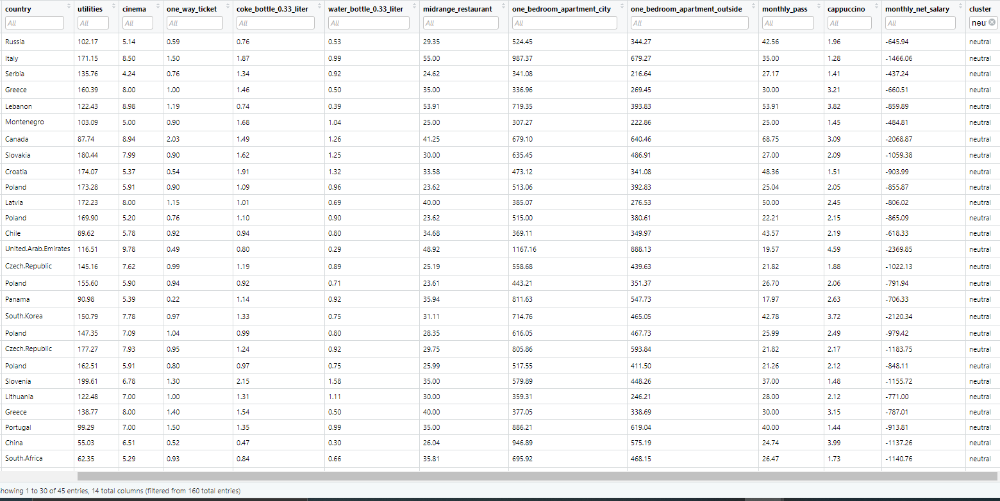 country utilities cinema one_way_ticket coke_bottle_0.33_liter water_bottle_0.33_liter midrange_restaurant one_bedroom_apartment_city one_bedroom_apartment_outside monthly_pass cappuccino monthly_net_salary cluster
All All All All All All All All All All All All neu
Russia 102.17 5.14 0.59 0.76 0.53 29.35 524.45 344.27 42.56 1.96 -645.94 neutral
Italy 171.15 8.50 1.50 1.87 0.99 55.00 987.37 679.27 35.00 1.28 -1466.06 neutral
Serbia 135.76 4.24 0.76 1.34 0.92 24.62 341.08 216.64 27.17 1.41 -437.24 neutral
Greece 160.39 8.00 1.00 1.46 0.50 35.00 336.96 269.45 30.00 3.21 -660.51 neutral
Lebanon 122.43 8.98 1.19 0.74 0.39 53.91 719.35 393.83 53.91 3.82 -859.89 neutral
Montenegro 103.09 5.00 0.90 1.68 1.04 25.00 307.27 222.86 25.00 1.45 -484.81 neutral
Canada 87.74 8.94 2.03 1.49 1.26 41.25 679.10 640.46 68.75 3.09 -2068.87 neutral
Slovakia 180.44 7.99 0.90 1.62 1.25 30.00 635.45 486.91 27.00 2.09 -1059.38 neutral
Croatia 174.07 5.37 0.54 1.91 1.32 33.58 473.12 341.08 48.36 1.51 -903.99 neutral
Poland 173.28 5.91 0.90 1.09 0.96 23.62 513.06 392.83 25.04 2.05 -855.87 neutral
Latvia 172.23 8.00 1.15 1.01 0.69 40.00 385.07 276.53 50.00 2.45 -806.02 neutral
Poland 169.90 5.20 0.76 1.10 0.90 23.62 515.00 380.61 22.21 2.15 -865.09 neutral
Chile 89.62 5.78 0.92 0.94 0.80 34.68 369.11 349.97 43.57 2.19 -618.33 neutral
United.Arab.Emirates 116.51 9.78 0.49 0.80 0.29 48.92 1167.16 888.13 19.57 4.59 -2369.85 neutral
Czech.Republic 145.16 7.62 0.99 1.19 0.89 25.19 558.68 439.63 21.82 1.88 -1022.13 neutral
Poland 155.60 5.90 0.94 0.92 0.71 23.61 443.21 351.37 26.70 2.06 -791.94 neutral
Panama 90.98 5.39 0.22 1.14 0.92 35.94 811.63 547.73 17.97 2.63 -706.33 neutral
South.Korea 150.79 7.78 0.97 1.33 0.75 31.11 714.76 465.05 42.78 3.72 -2120.34 neutral
Poland 147.35 7.09 1.04 0.99 0.80 28.35 616.05 467.73 25.99 2.49 -979.42 neutral
Czech.Republic 177.27 7.93 0.95 1.24 0.92 29.75 805.86 593.84 21.82 2.17 -1183.75 neutral
Poland 162.51 5.91 0.80 0.97 0.75 25.99 517.55 411.50 21.26 2.12 -848.11 neutral
Slovenia 199.61 6.78 1.30 2.15 1.58 35.00 579.89 448.26 37.00 1.48 -1155.72 neutral
Lithuania 122.48 7.00 1.00 1.31 1.11 30.00 359.31 246.21 28.00 2.12 -771.00 neutral
Greece 138.77 8.00 1.40 1.54 0.50 40.00 377.05 338.69 30.00 3.15 -787.01 neutral
Portugal 99.29 7.00 1.50 1.35 0.99 35.00 886.21 619.04 40.00 1.44 -913.81 neutral
China 55.03 6.51 0.52 0.47 0.30 26.04 946.89 575.19 24.74 3.99 -1137.26 neutral
South.Africa 62.35 5.29 0.93 0.84 0.66 35.81 695.92 468.15 26.47 1.73 -1140.76 neutral
howing 1 to 30 of 45 entries, 14 total columns (filtered from 160 total entries)